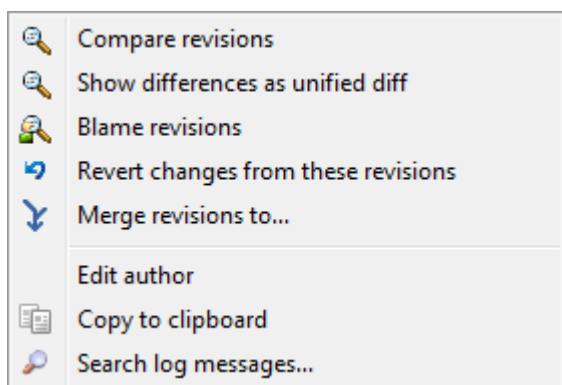 Compare revisions
Show differences as unified diff
Blame revisions
Revert changes from these revisions
Merge revisions to...
Edit author
Copy to clipboard
Search log messages...